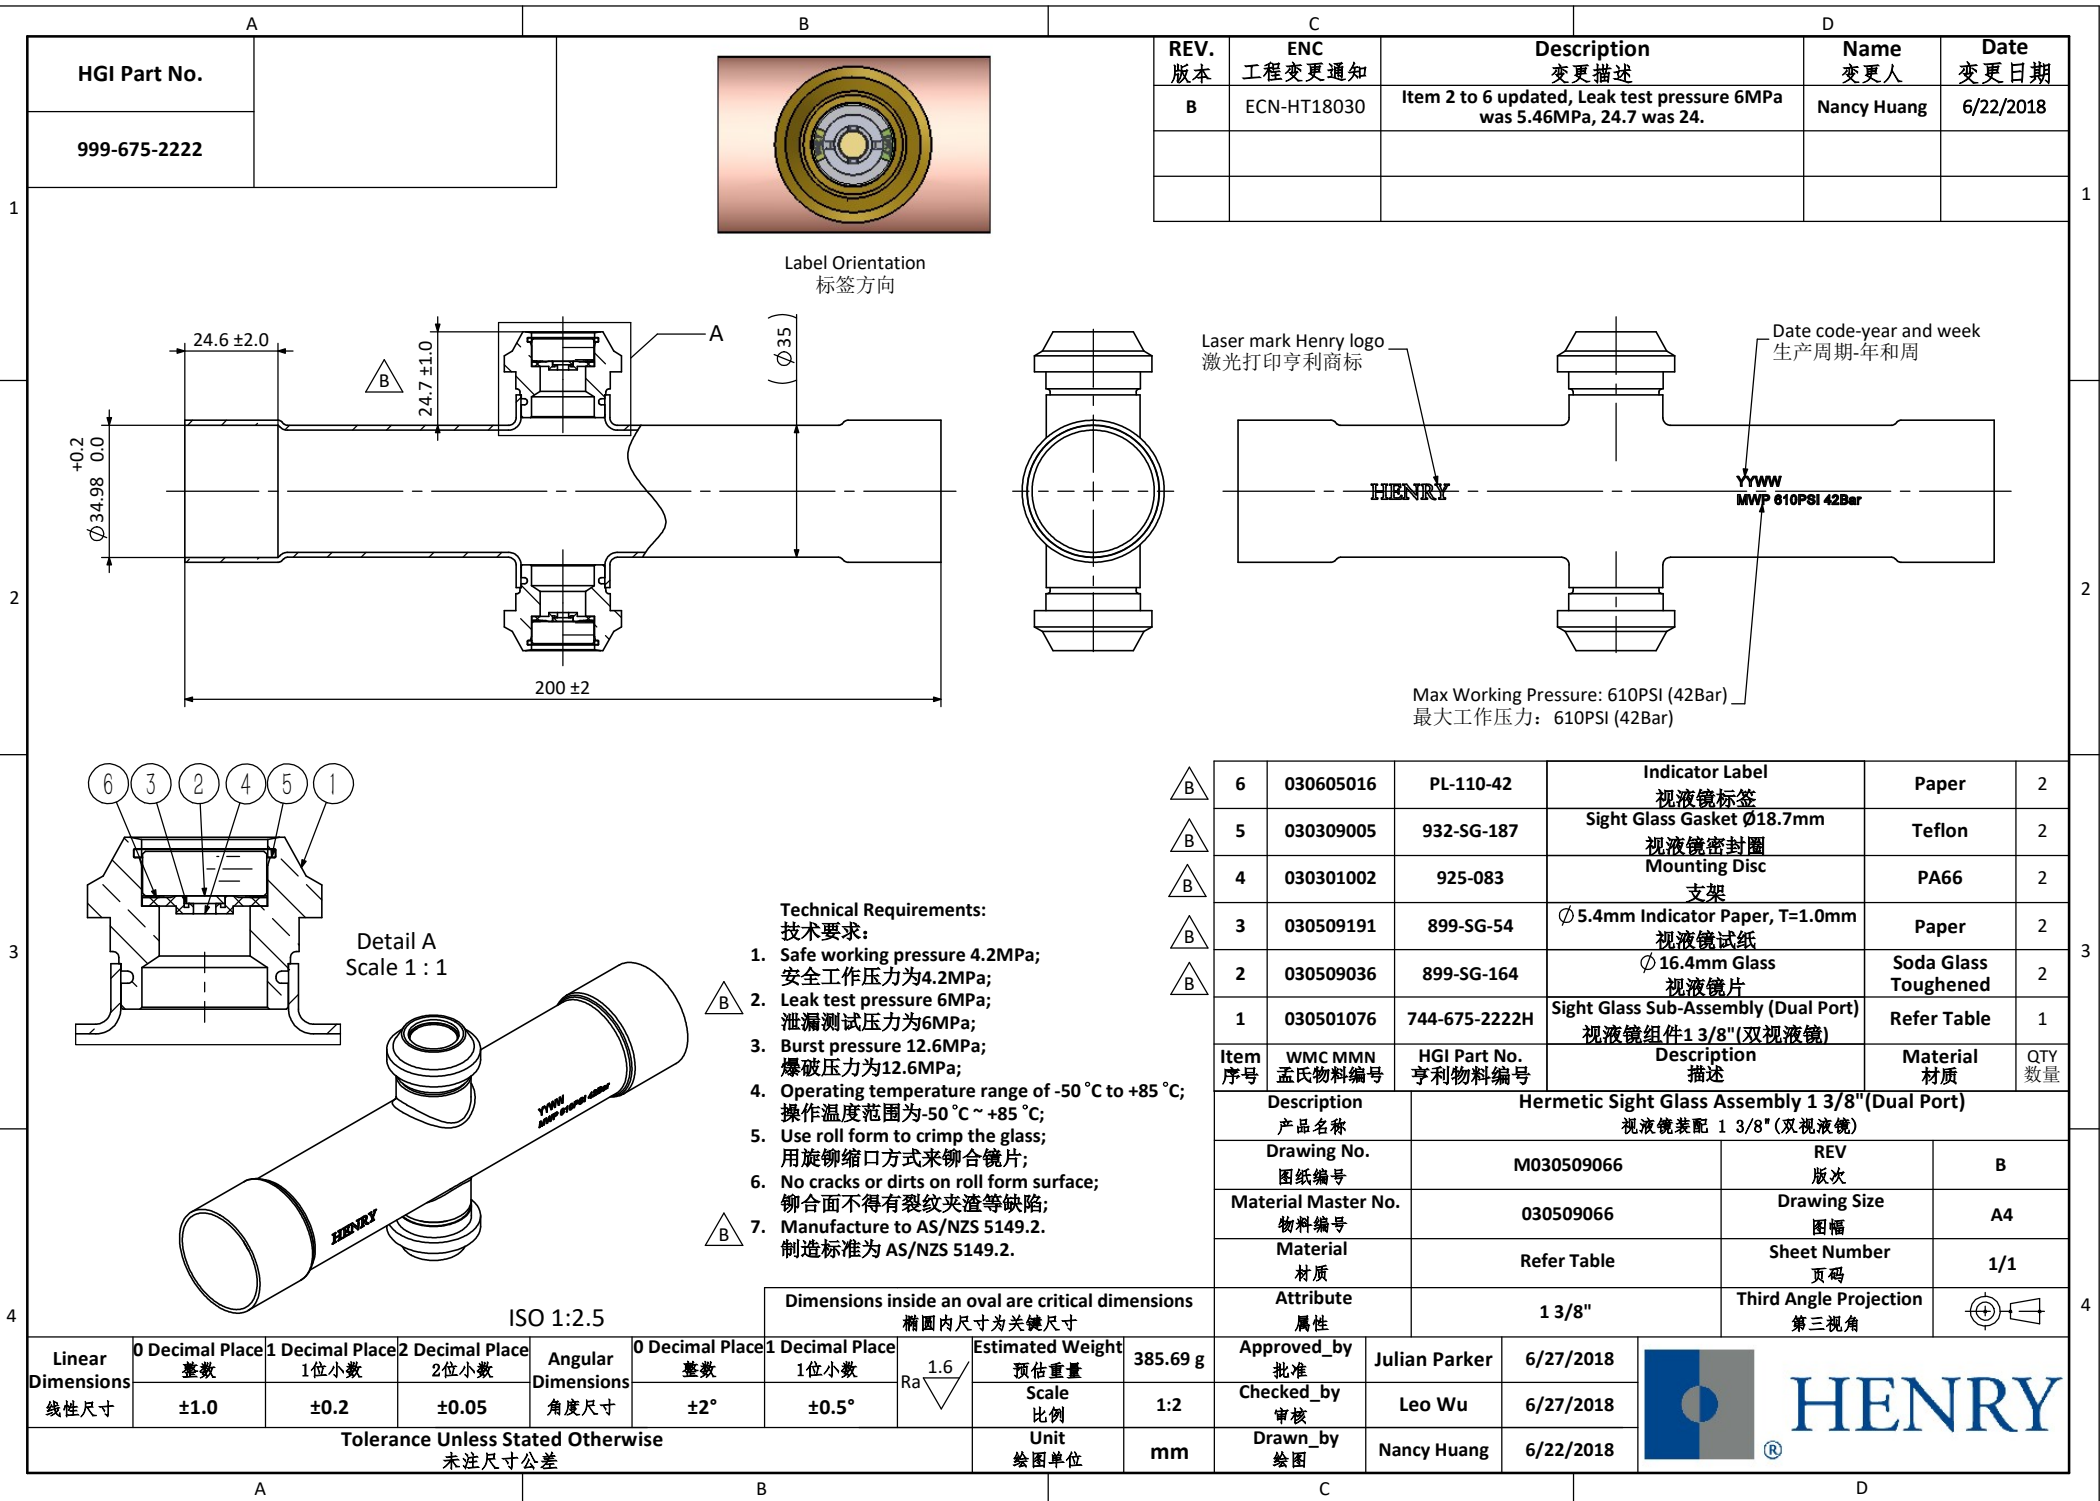 A
B
C
D
HGI Part No.
999-675-2222
REV.
版本
ENC
工程变更通知
Description
变更描述
Name
变更人
Date
变更日期
B
ECN-HT18030
Item 2 to 6 updated, Leak test pressure 6MPa
was 5.46MPa, 24.7 was 24.
Nancy Huang
6/22/2018
Label Orientation
标签方向
1
1
24.6 ±2.0
B
24.7 ±1.0
A
(Ø35)
+0.2
Ø34.98 0.0
200 ±2
Laser mark Henry logo
激光打印亨利商标
Date code-year and week
生产周期-年和周
HENRY
YYWW
MWP 610PSI 42Bar
Max Working Pressure: 610PSI (42Bar)
最大工作压力：610PSI (42Bar)
2
2
6 3 2 4 5 1
Detail A
Scale 1 : 1
YYWW
MWP 610PSI 42Bar
HENRY
ISO 1:2.5
Technical Requirements:
技术要求：
1. Safe working pressure 4.2MPa;
安全工作压力为4.2MPa;
B 2. Leak test pressure 6MPa;
泄漏测试压力为6MPa;
3. Burst pressure 12.6MPa;
爆破压力为12.6MPa;
4. Operating temperature range of -50 °C to +85 °C;
操作温度范围为-50 °C ~ +85 °C;
5. Use roll form to crimp the glass;
用旋铆缩口方式来铆合镜片;
6. No cracks or dirts on roll form surface;
铆合面不得有裂纹夹渣等缺陷;
B 7. Manufacture to AS/NZS 5149.2.
制造标准为 AS/NZS 5149.2.
3
3
B 6 030605016 PL-110-42 Indicator Label Paper 2
视液镜标签
B 5 030309005 932-SG-187 Sight Glass Gasket Ø18.7mm Teflon 2
视液镜密封圈
B 4 030301002 925-083 Mounting Disc PA66 2
支架
B 3 030509191 899-SG-54 Ø5.4mm Indicator Paper, T=1.0mm Paper 2
视液镜试纸
B 2 030509036 899-SG-164 Ø16.4mm Glass Soda Glass Toughened 2
视液镜片
1 030501076 744-675-2222H Sight Glass Sub-Assembly (Dual Port) Refer Table 1
视液镜组件1 3/8"(双视液镜)
Item WMC MMN HGI Part No. Description Material QTY
序号 孟氏物料编号 亨利物料编号 描述 材质 数量
Description Hermetic Sight Glass Assembly 1 3/8"(Dual Port)
产品名称 视液镜装配 1 3/8"(双视液镜)
Drawing No. M030509066 REV B
图纸编号 版次
Material Master No. 030509066 Drawing Size A4
物料编号 图幅
Material Refer Table Sheet Number 1/1
材质 页码
Attribute 1 3/8" Third Angle Projection
属性 第三视角
4
4
Dimensions inside an oval are critical dimensions
椭圆内尺寸为关键尺寸
Linear Dimensions
线性尺寸
0 Decimal Place
整数
±1.0
1 Decimal Place
1位小数
±0.2
2 Decimal Place
2位小数
±0.05
Angular Dimensions
角度尺寸
0 Decimal Place
整数
±2°
1 Decimal Place
1位小数
±0.5°
Ra 1.6
Tolerance Unless Stated Otherwise
未注尺寸公差
Estimated Weight 385.69 g
预估重量
Scale 1:2
比例
Unit mm
绘图单位
Approved_by Julian Parker 6/27/2018
批准
Checked_by Leo Wu 6/27/2018
审核
Drawn_by Nancy Huang 6/22/2018
绘图
HENRY
®
A
B
C
D